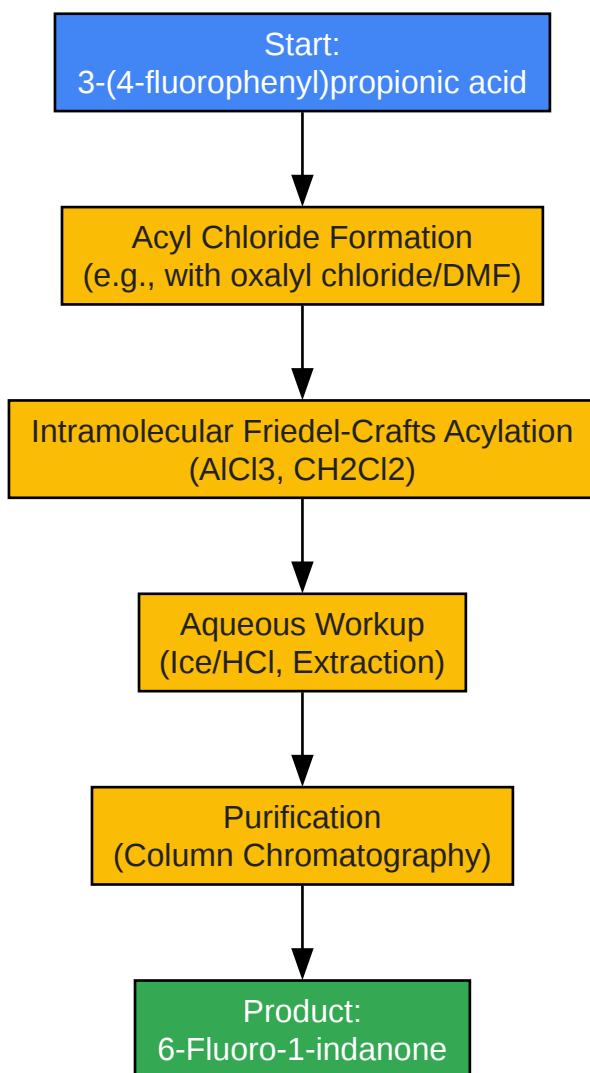 Start:
3-(4-fluorophenyl)propionic acid
Acyl Chloride Formation
(e.g., with oxalyl chloride/DMF)
Intramolecular Friedel-Crafts Acylation
(AlCl3, CH2Cl2)
Aqueous Workup
(Ice/HCl, Extraction)
Purification
(Column Chromatography)
Product:
6-Fluoro-1-indanone